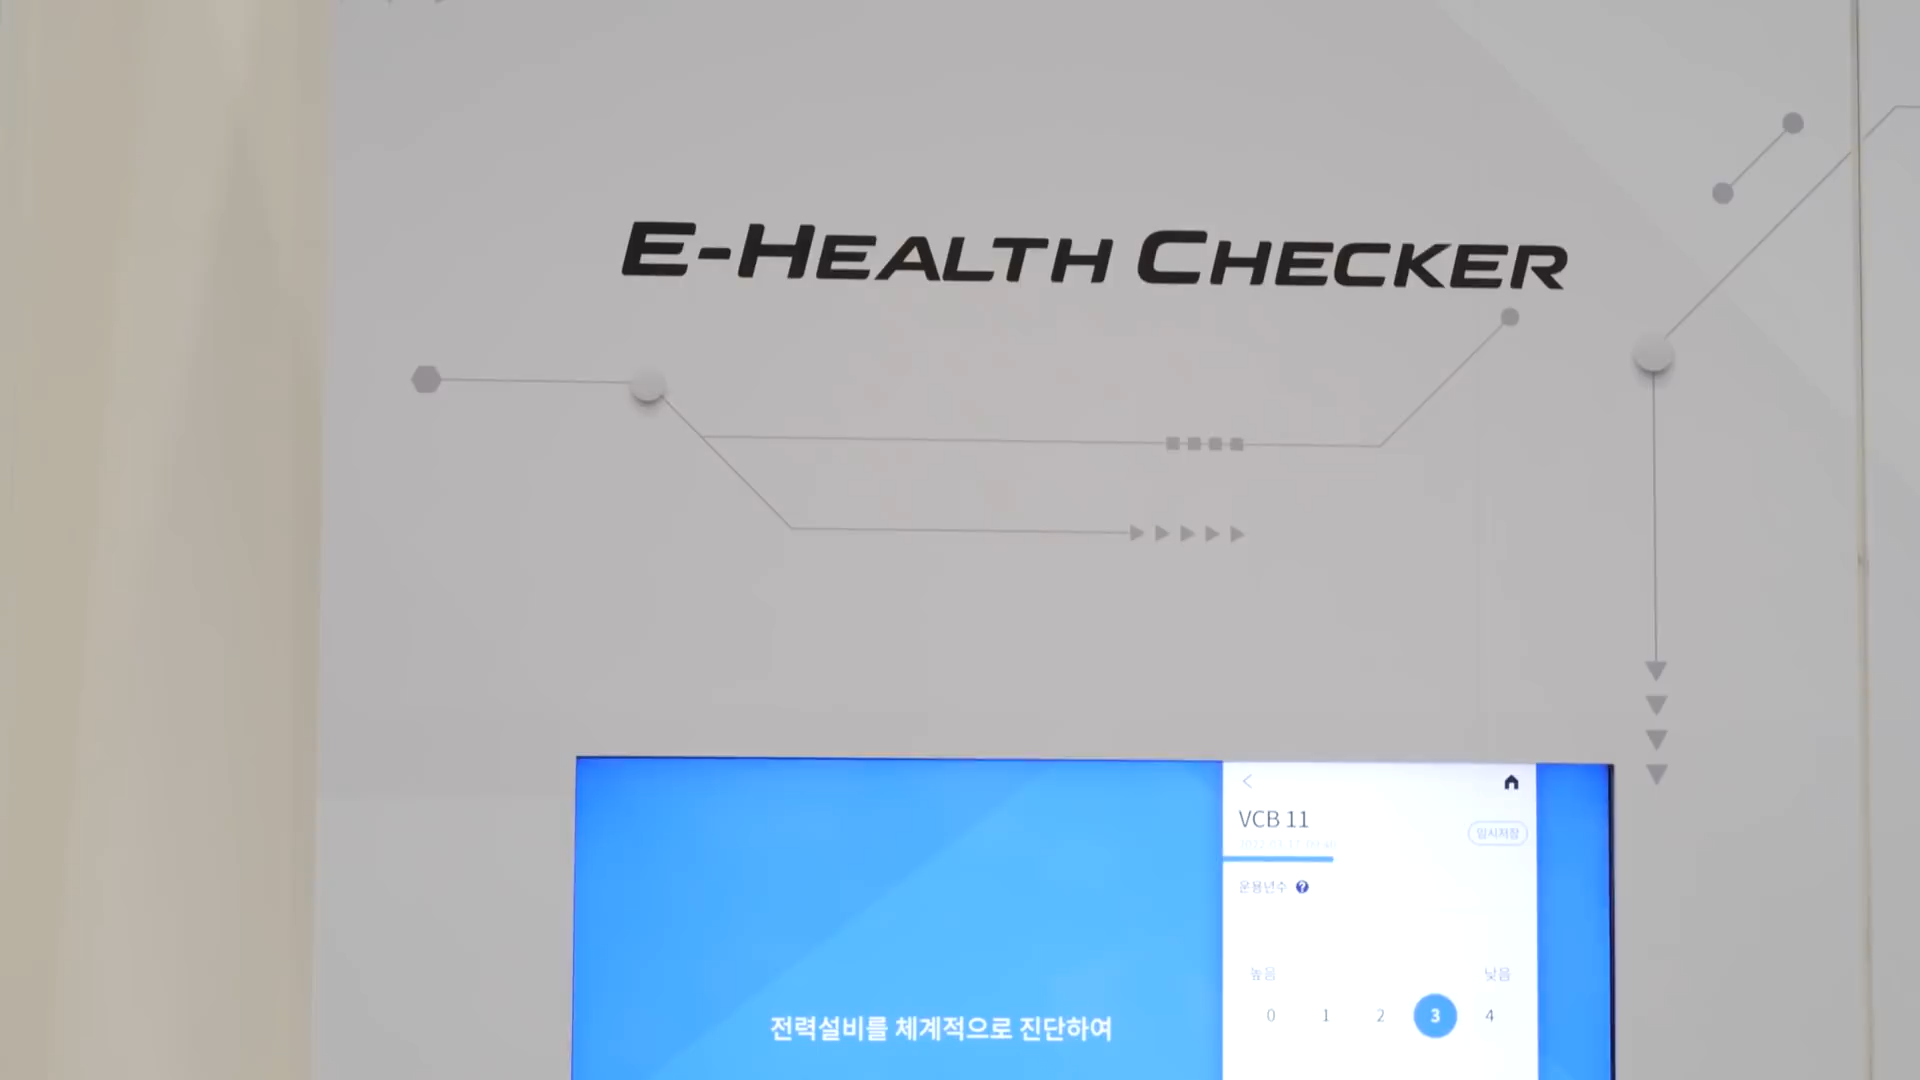 E-HEALTH CHECKER
VCB 11
임시저장
운용년수
높음 낮음
0 1 2 3 4
전력설비를 체계적으로 진단하여